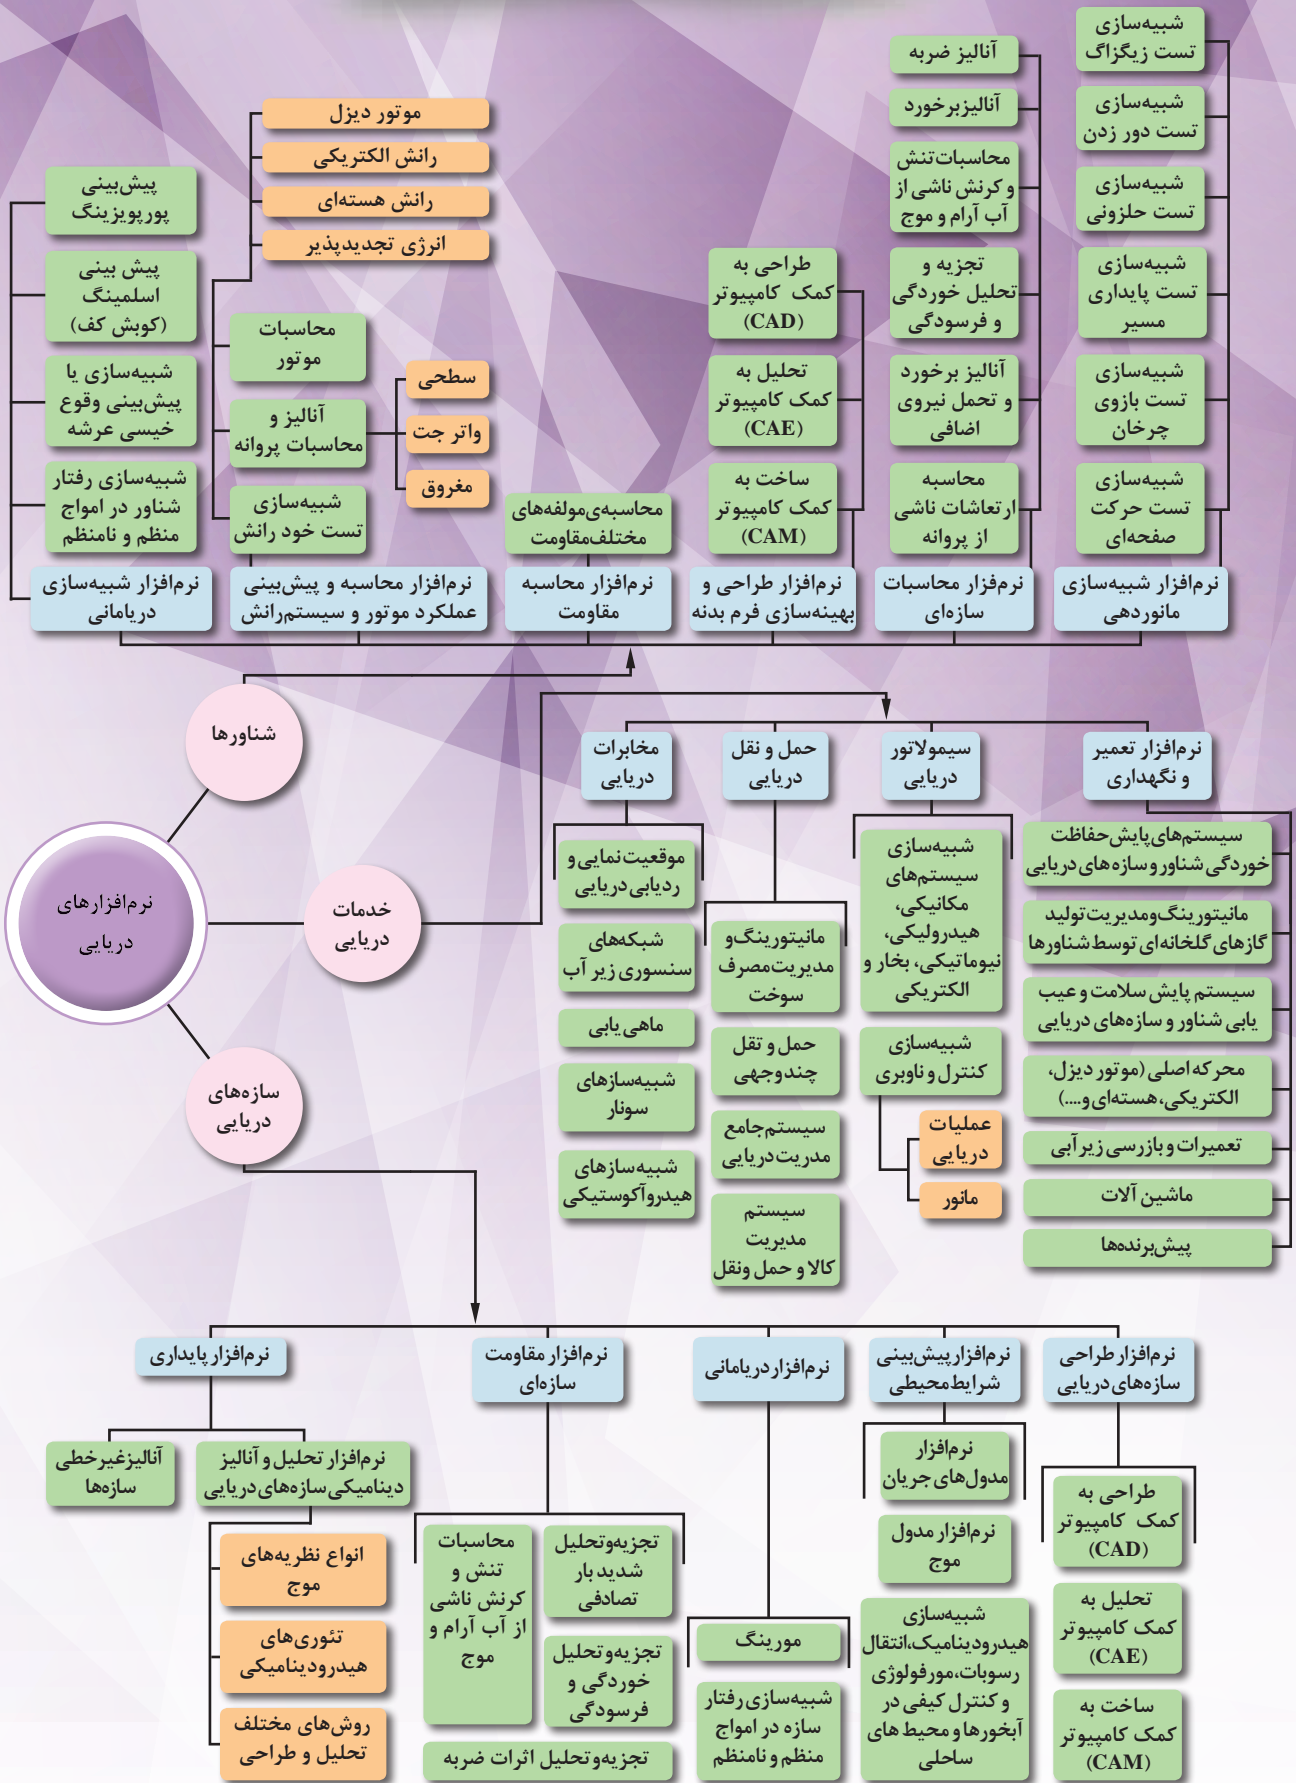 شبیه‌سازی
تست زیگزاگ
شبیه‌سازی
تست دور زدن
شبیه‌سازی
تست حلزونی
شبیه‌سازی
تست پایداری
مسیر
شبیه‌سازی
تست بازوی
چرخان
شبیه‌سازی
تست حرکت
صفحه‌ای
نرم‌افزار شبیه‌سازی
مانوردهی
آنالیز ضربه
آنالیزبرخورد
محاسبات تنش
و کرنش ناشی از
آب آرام و موج
تجزیه و
تحلیل خوردگی
و فرسودگی
آنالیز برخورد
و تحمل نیروی
اضافی
محاسبه
ارتعاشات ناشی
از پروانه
نرم‌فزار محاسبات
سازه‌ای
طراحی به
کمک کامپیوتر
(CAD)
تحلیل به
کمک کامپیوتر
(CAE)
ساخت به
کمک کامپیوتر
(CAM)
نرم‌افزار طراحی و
بهینه‌سازی فرم بدنه
محاسبه‌ی‌مولفه‌های
مختلف‌مقاومت
نرم‌افزار محاسبه
مقاومت
موتور دیزل
رانش الکتریکی
رانش هسته‌ای
انرژی تجدیدپذیر
محاسبات
موتور
آنالیز و
محاسبات پروانه
سطحی
واتر جت
مغروق
شبیه‌سازی
تست خود رانش
نرم‌افزار محاسبه و پیش‌بینی
عملکرد موتور و سیستم‌رانش
پیش‌بینی
پورپویزینگ
پیش بینی
اسلمینگ
(کوبش کف)
شبیه‌سازی یا
پیش‌بینی وقوع
خیسی عرشه
شبیه‌سازی رفتار
شناور در امواج
منظم و نامنظم
نرم‌افزار شبیه‌سازی
دریامانی
شناورها
نرم‌افزارهای
دریایی
خدمات
دریایی
سازه‌های
دریایی
نرم‌افزار تعمیر
و نگهداری
سیستم‌های‌پایش‌حفاظت
خوردگی‌شناور‌و‌سازه‌های‌دریایی
مانیتورینگ‌ومدیریت‌تولید
گازهای گلخانه‌ای توسط شناورها
سیستم پایش سلامت و عیب
یابی شناور و سازه‌های دریایی
محرکه اصلی (موتور دیزل،
الکتریکی، هسته‌ای و....)
تعمیرات و بازرسی زیرآبی
ماشین آلات
پیش‌برنده‌ها
سیمولاتور
دریایی
شبیه‌سازی
سیستم‌های
مکانیکی،
هیدرولیکی،
نیوماتیکی، بخار و
الکتریکی
شبیه‌سازی
کنترل و ناوبری
عملیات
دریایی
مانور
حمل و نقل
دریایی
مانیتورینگ و
مدیریت‌مصرف
سوخت
حمل و تقل
چندوجهی
سیستم‌جامع
مدریت‌دریایی
سیستم
مدیریت
کالا و حمل ونقل
مخابرات
دریایی
موقعیت نمایی و
ردیابی دریایی
شبکه‌های
سنسوری زیر آب
ماهی یابی
شبیه‌سازهای
سونار
شبیه‌سازهای
هیدروآکوستیکی
نرم‌افزار طراحی
سازه‌های‌دریایی
طراحی به
کمک کامپیوتر
(CAD)
تحلیل به
کمک کامپیوتر
(CAE)
ساخت به
کمک کامپیوتر
(CAM)
نرم‌افزار پیش‌بینی
شرایط محیطی
نرم‌افزار
مدول‌های جریان
نرم‌افزار مدول
موج
شبیه‌سازی
هیدرودینامیک،انتقال
رسوبات،مورفولوژی
و کنترل کیفی در
آبخورها و محیط های
ساحلی
نرم‌افزار دریامانی
مورینگ
شبیه‌سازی رفتار
سازه در امواج
منظم و نامنظم
نرم‌افزار مقاومت
سازه‌ای
تجزیه‌وتحلیل
شدید بار
تصادفی
تجزیه‌وتحلیل
خوردگی و
فرسودگی
محاسبات
تنش و
کرنش ناشی
از آب آرام و
موج
تجزیه‌وتحلیل اثرات ضربه
نرم‌افزار پایداری
نرم‌افزار تحلیل و آنالیز
دینامیکی سازه‌های دریایی
آنالیزغیرخطی
سازه‌ها
انواع نظریه‌های
موج
تئوری‌های
هیدرودینامیکی
روش‌های مختلف
تحلیل و طراحی